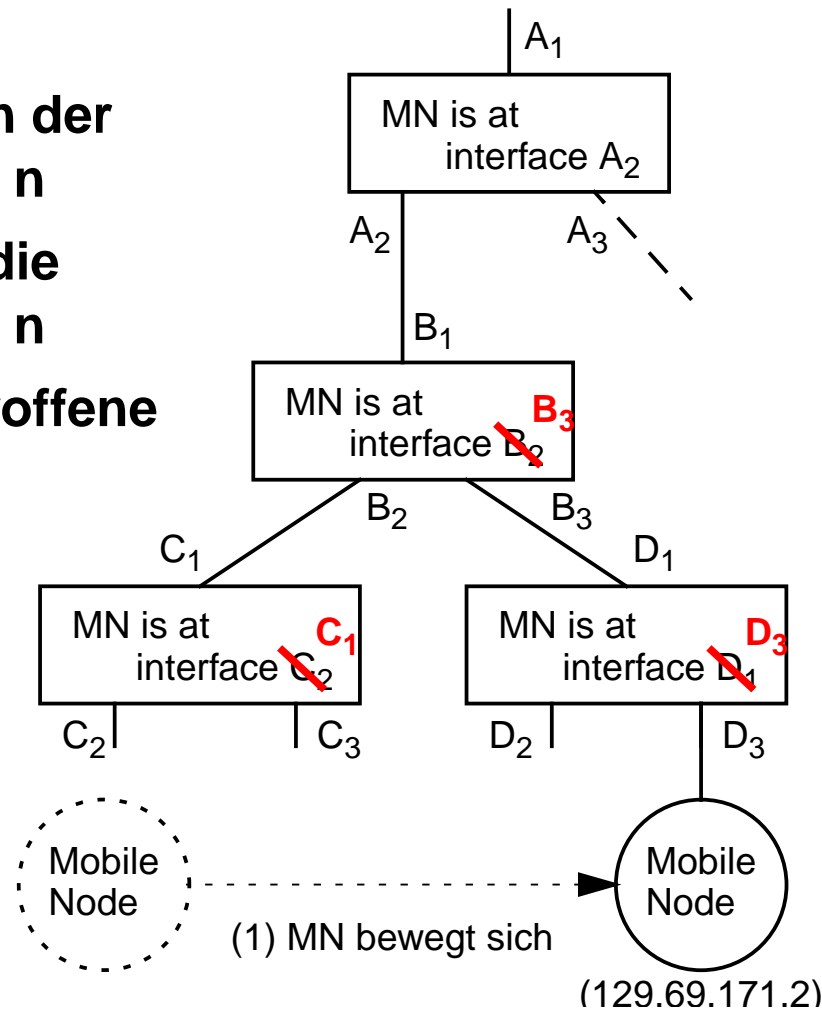 A1
n der
n
die
n
offene
MN is at
interface A2
A2
A3
B1
MN is at
interface B2
B3
B2
B3
C1
D1
MN is at
interface C2
C1
MN is at
interface D1
D3
C2
C3
D2
D3
Mobile
Node
Mobile
Node
(1) MN bewegt sich
(129.69.171.2)